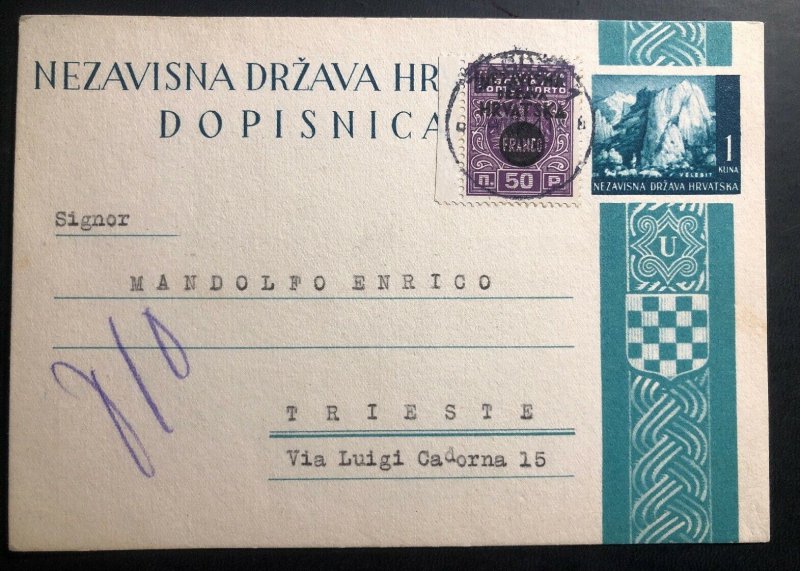 NEZAVISNA DRŽAVA HR
DOPISNICA
NEZAVISNA
DRŽAVA
HRVATSKA
FRANCO
П. 50 P
VELEBIT
1
KUNA
NEZAVISNA DRŽAVA HRVATSKA
U
Signor
MANDOLFO ENRICO
TRIESTE
Via Luigi Cadorna 15